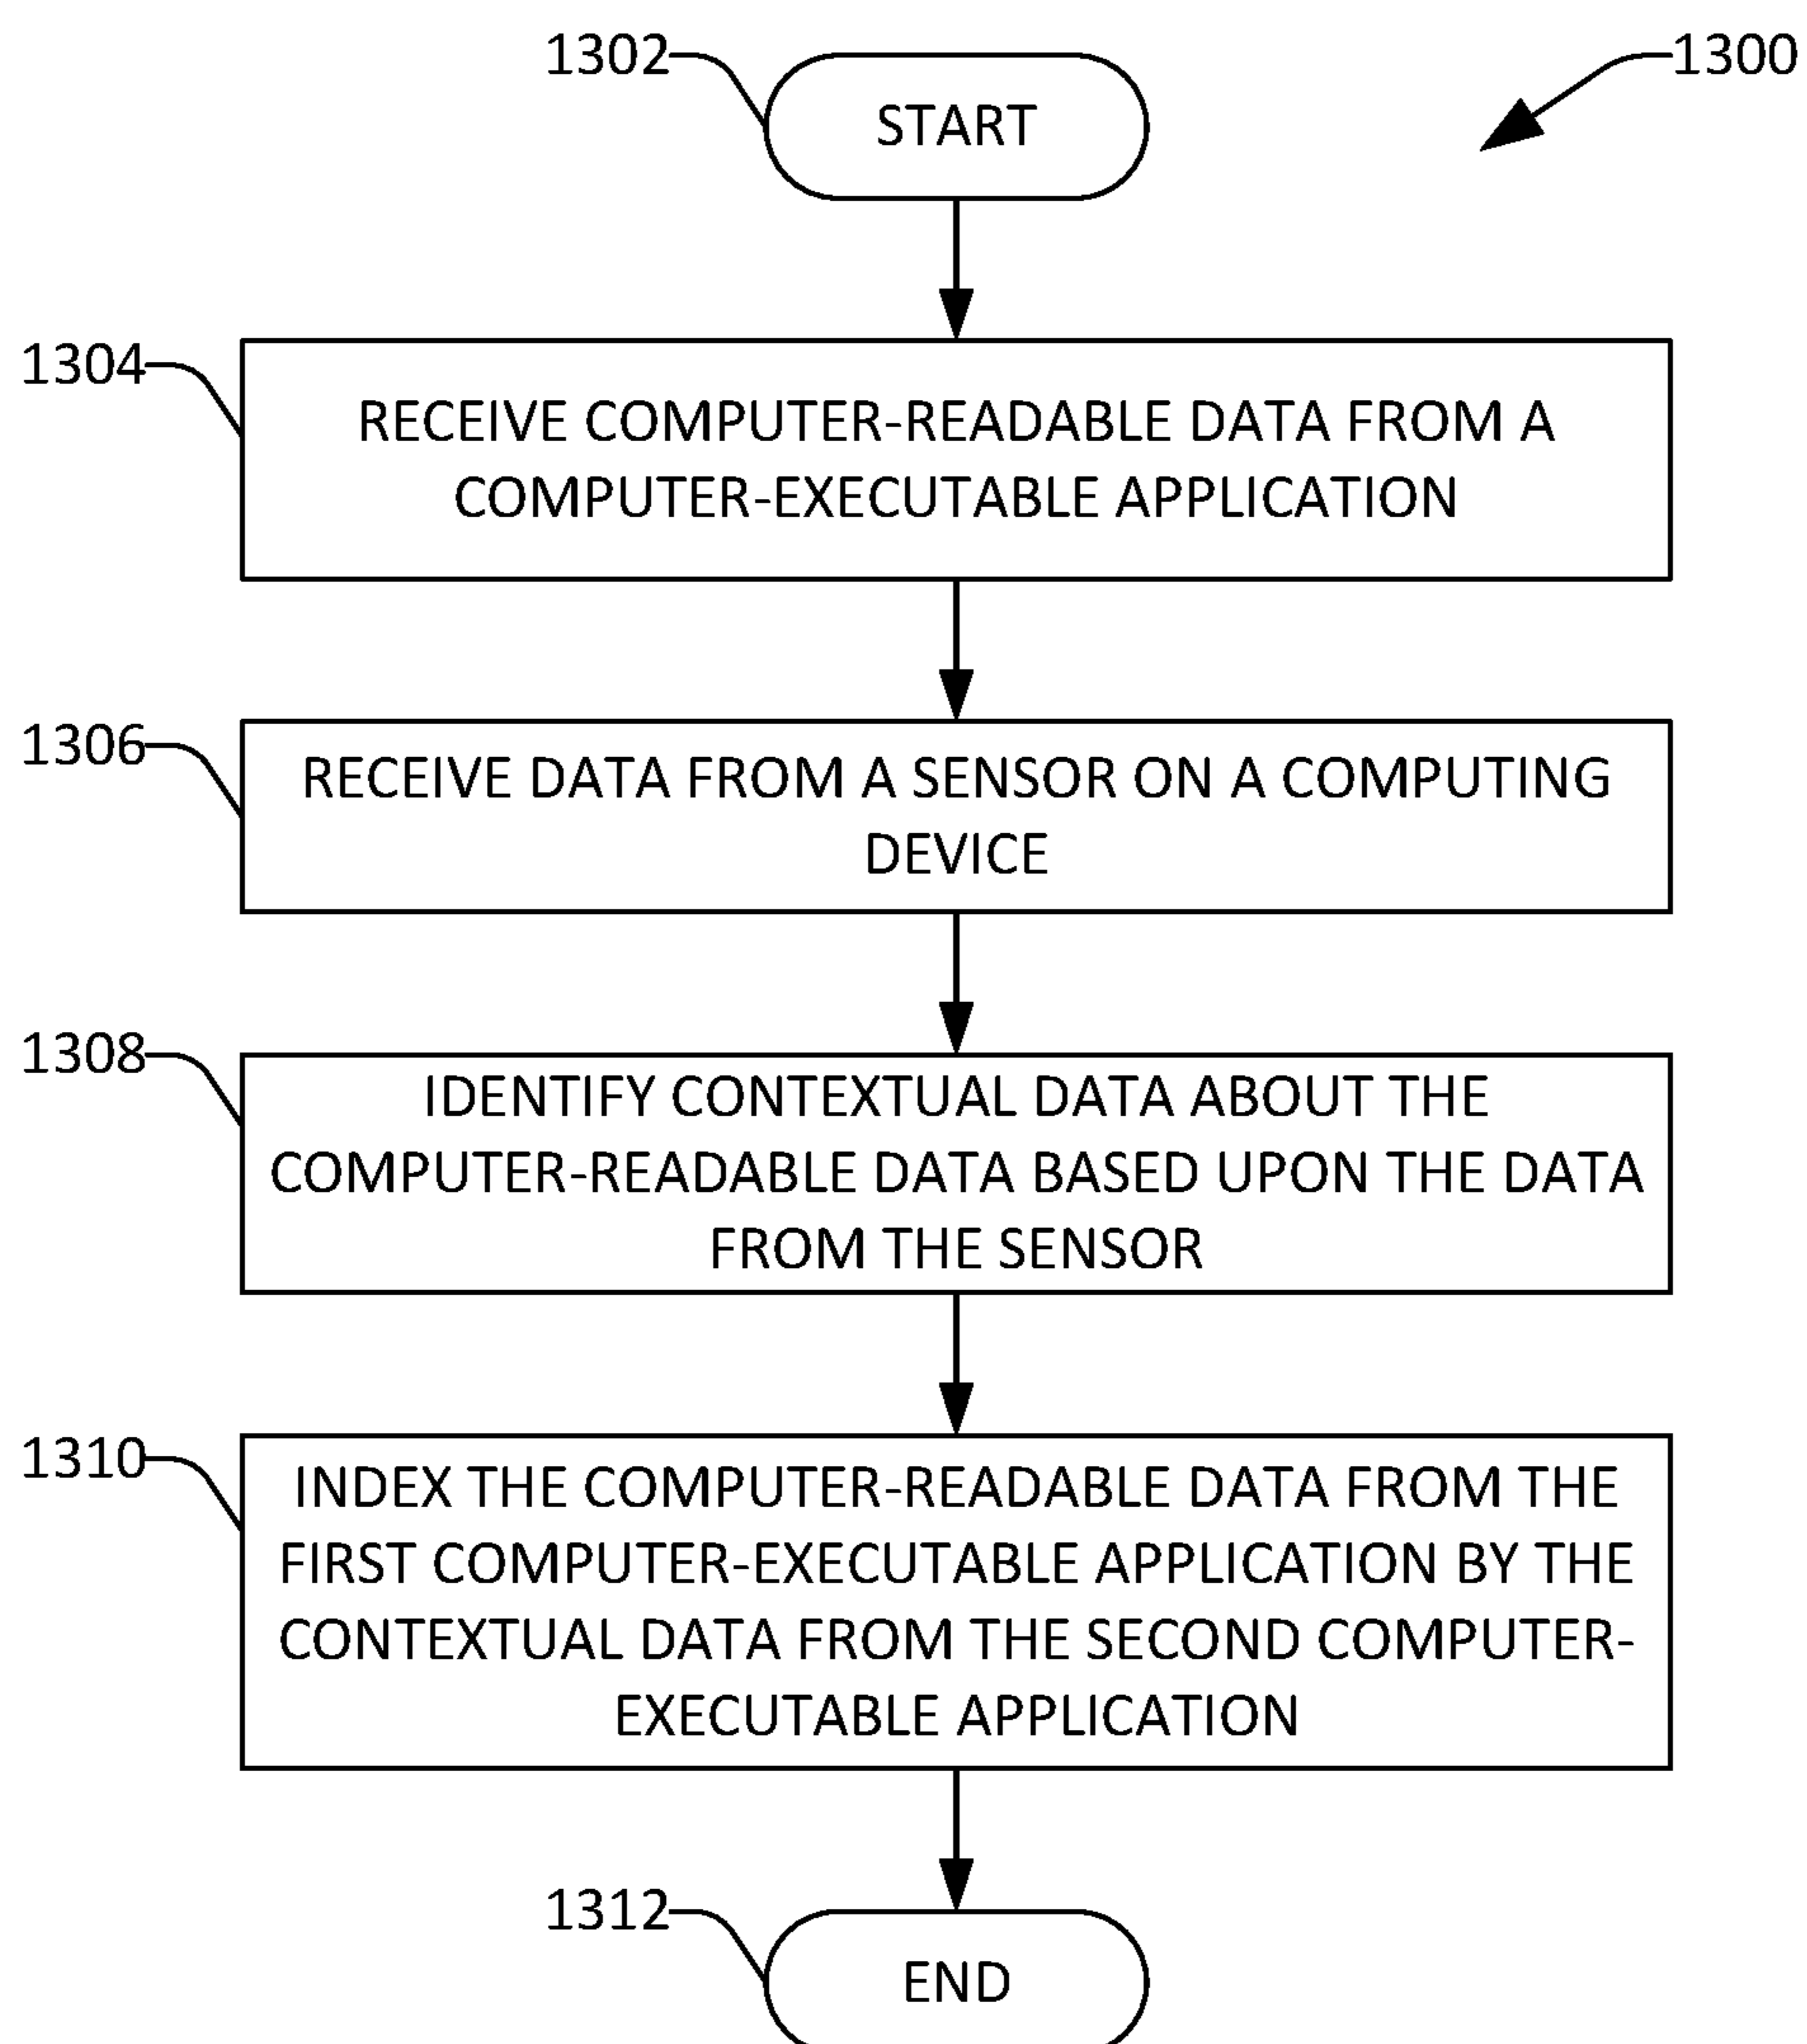 1302
START
1300
1304
RECEIVE COMPUTER-READABLE DATA FROM A
COMPUTER-EXECUTABLE APPLICATION
1306
RECEIVE DATA FROM A SENSOR ON A COMPUTING
DEVICE
1308
IDENTIFY CONTEXTUAL DATA ABOUT THE
COMPUTER-READABLE DATA BASED UPON THE DATA
FROM THE SENSOR
1310
INDEX THE COMPUTER-READABLE DATA FROM THE
FIRST COMPUTER-EXECUTABLE APPLICATION BY THE
CONTEXTUAL DATA FROM THE SECOND COMPUTER-
EXECUTABLE APPLICATION
1312
END